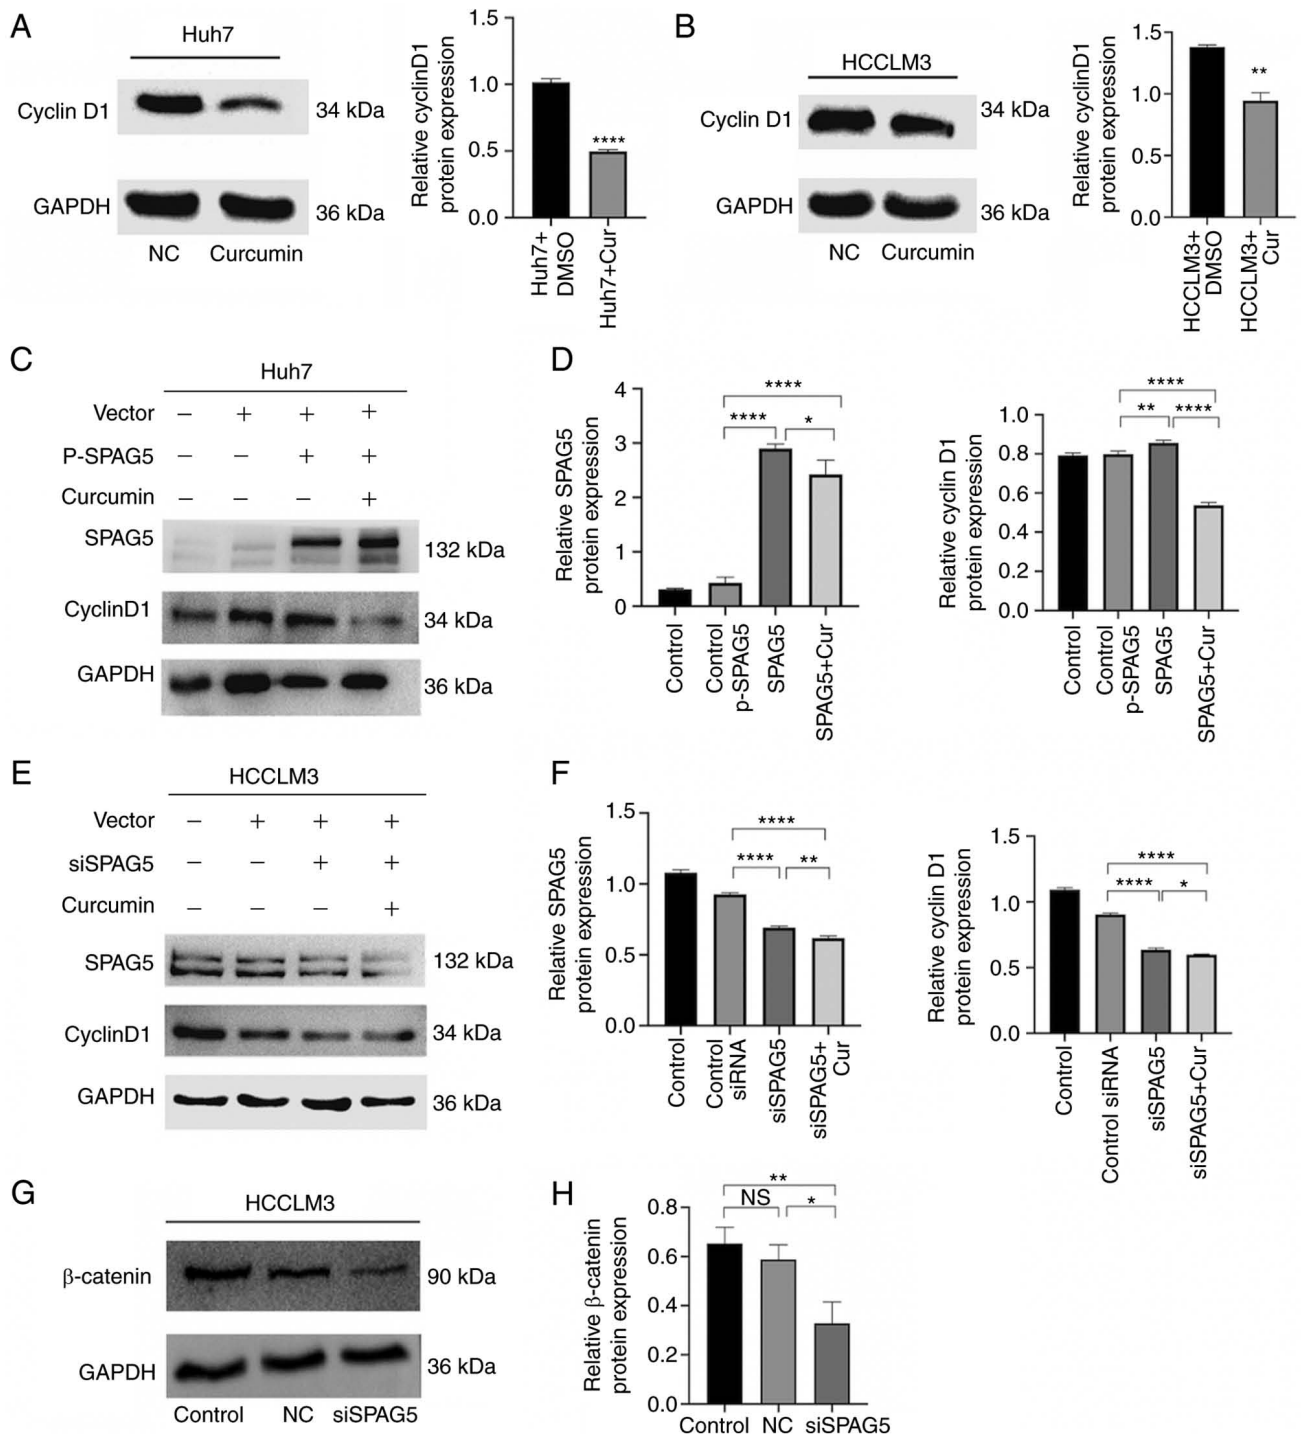 A
Huh7
Cyclin D1
34 kDa
GAPDH
36 kDa
NC Curcumin
Relative cyclinD1
protein expression
1.5
1.0
0.5
0.0
****
Huh7+
DMSO
Huh7+Cur
B
HCCLM3
Cyclin D1
34 kDa
GAPDH
36 kDa
NC Curcumin
Relative cyclinD1
protein expression
1.5
1.0
0.5
0.0
**
HCCLM3+
DMSO
HCCLM3+
Cur
C
Huh7
Vector − + + +
P-SPAG5 − − + +
Curcumin − − − +
SPAG5
132 kDa
CyclinD1
34 kDa
GAPDH
36 kDa
D
Relative SPAG5
protein expression
4
3
2
1
0
****
**** *
Control
Control
p-SPAG5
SPAG5
SPAG5+Cur
Relative cyclin D1
protein expression
1.0
0.8
0.6
0.4
0.2
0.0
****
** ****
Control
Control
p-SPAG5
SPAG5
SPAG5+Cur
E
HCCLM3
Vector − + + +
siSPAG5 − − + +
Curcumin − − − +
SPAG5
132 kDa
CyclinD1
34 kDa
GAPDH
36 kDa
F
Relative SPAG5
protein expression
1.5
1.0
0.5
0.0
****
**** **
Control
Control
siRNA
siSPAG5
siSPAG5+
Cur
Relative cyclin D1
protein expression
1.5
1.0
0.5
0.0
****
**** *
Control
Control siRNA
siSPAG5
siSPAG5+Cur
G
HCCLM3
β-catenin
90 kDa
GAPDH
36 kDa
Control NC siSPAG5
H
Relative β-catenin
protein expression
0.8
0.6
0.4
0.2
0.0
**
NS *
Control NC siSPAG5